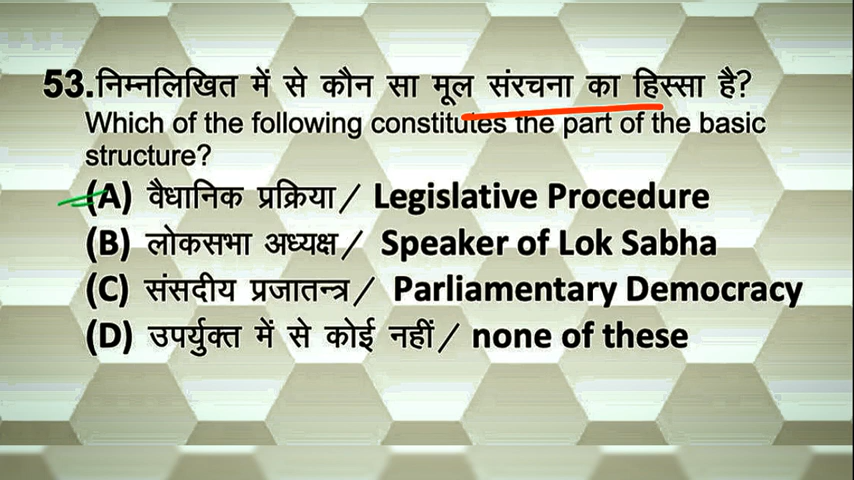 53.निम्नलिखित में से कौन सा मूल संरचना का हिस्सा है?
Which of the following constitutes the part of the basic
structure?
(A) वैधानिक प्रक्रिया/ Legislative Procedure
(B) लोकसभा अध्यक्ष/ Speaker of Lok Sabha
(C) संसदीय प्रजातन्त्र/ Parliamentary Democracy
(D) उपर्युक्त में से कोई नहीं/ none of these